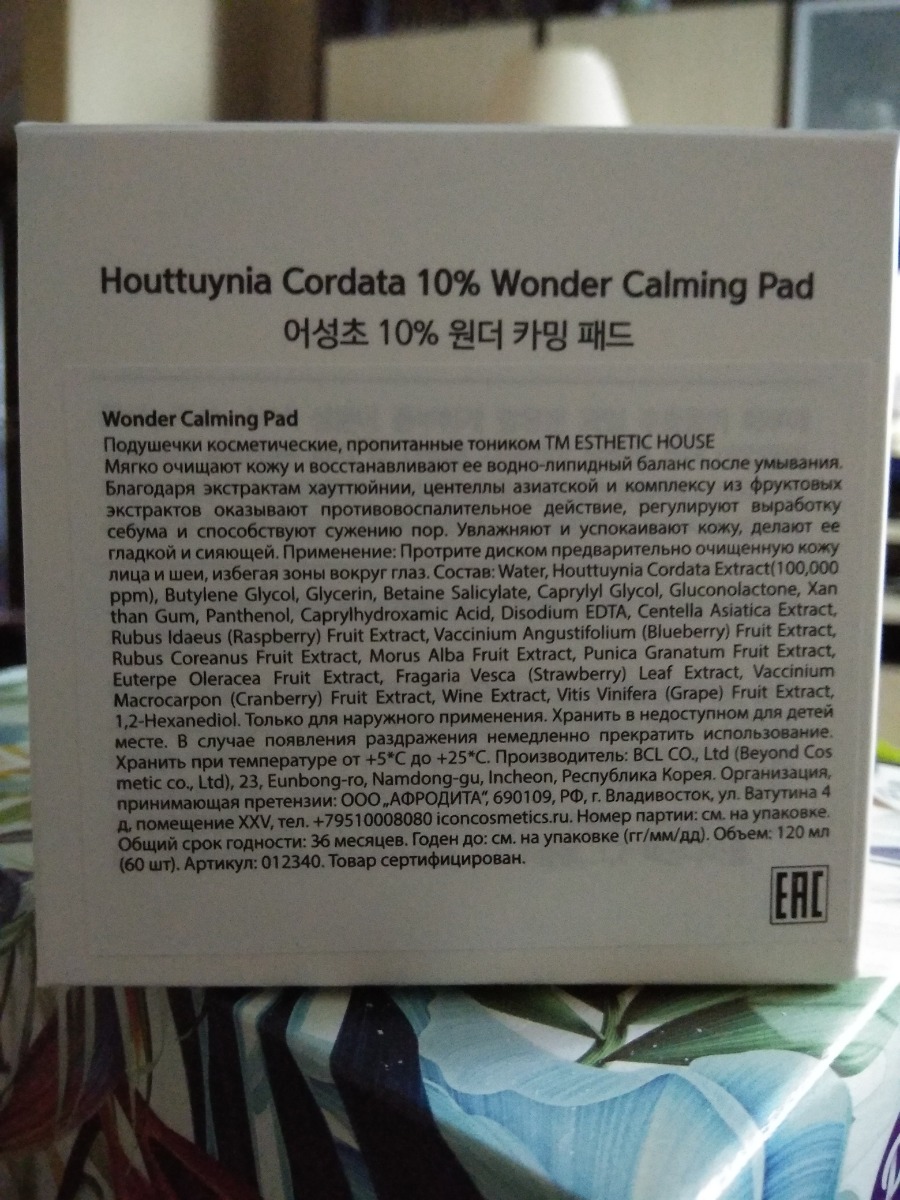 Houttuynia Cordata 10% Wonder Calming Pad
어성초 10% 원더 카밍 패드
Wonder Calming Pad
Подушечки косметические, пропитанные тоником TM ESTHETIC HOUSE
Мягко очищают кожу и восстанавливают ее водно-липидный баланс после умывания.
Благодаря экстрактам хауттюйнии, центеллы азиатской и комплексу из фруктовых
экстрактов оказывают противовоспалительное действие, регулируют выработку
себума и способствуют сужению пор. Увлажняют и успокаивают кожу, делают ее
гладкой и сияющей. Применение: Протрите диском предварительно очищенную кожу
лица и шеи, избегая зоны вокруг глаз. Состав: Water, Houttuynia Cordata Extract(100,000
ppm), Butylene Glycol, Glycerin, Betaine Salicylate, Caprylyl Glycol, Gluconolactone, Xan
than Gum, Panthenol, Caprylhydroxamic Acid, Disodium EDTA, Centella Asiatica Extract,
Rubus Idaeus (Raspberry) Fruit Extract, Vaccinium Angustifolium (Blueberry) Fruit Extract,
Rubus Coreanus Fruit Extract, Morus Alba Fruit Extract, Punica Granatum Fruit Extract,
Euterpe Oleracea Fruit Extract, Fragaria Vesca (Strawberry) Leaf Extract, Vaccinium
Macrocarpon (Cranberry) Fruit Extract, Wine Extract, Vitis Vinifera (Grape) Fruit Extract,
1,2-Hexanediol. Только для наружного применения. Хранить в недоступном для детей
месте. В случае появления раздражения немедленно прекратить использование.
Хранить при температуре от +5*C до +25*C. Производитель: BCL CO., Ltd (Beyond Cos
metic co., Ltd), 23, Eunbong-ro, Namdong-gu, Incheon, Республика Корея. Организация,
принимающая претензии: ООО „АФРОДИТА”, 690109, РФ, г. Владивосток, ул. Ватутина 4
д, помещение XXV, тел. +79510008080 iconcosmetics.ru. Номер партии: см. на упаковке.
Общий срок годности: 36 месяцев. Годен до: см. на упаковке (гг/мм/дд). Объем: 120 мл
(60 шт). Артикул: 012340. Товар сертифицирован.
EAC